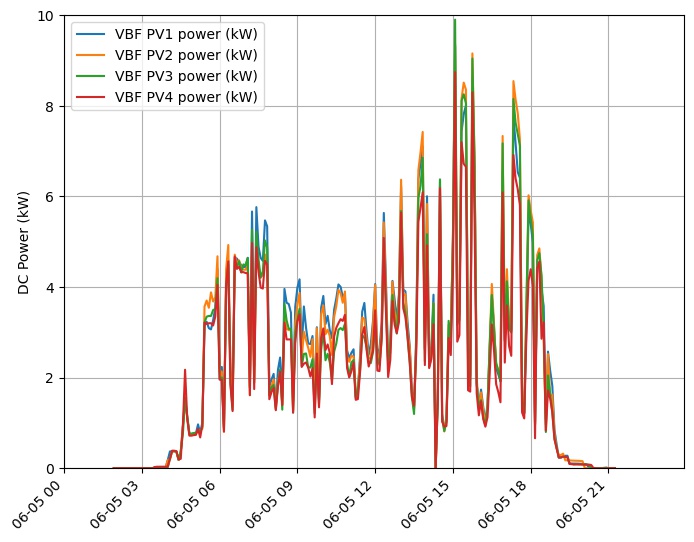 VBF PV1 power (kW)
VBF PV2 power (kW)
VBF PV3 power (kW)
VBF PV4 power (kW)
DC Power (kW)
10
8
6
4
2
0
06-05 00
06-05 03
06-05 06
06-05 09
06-05 12
06-05 15
06-05 18
06-05 21